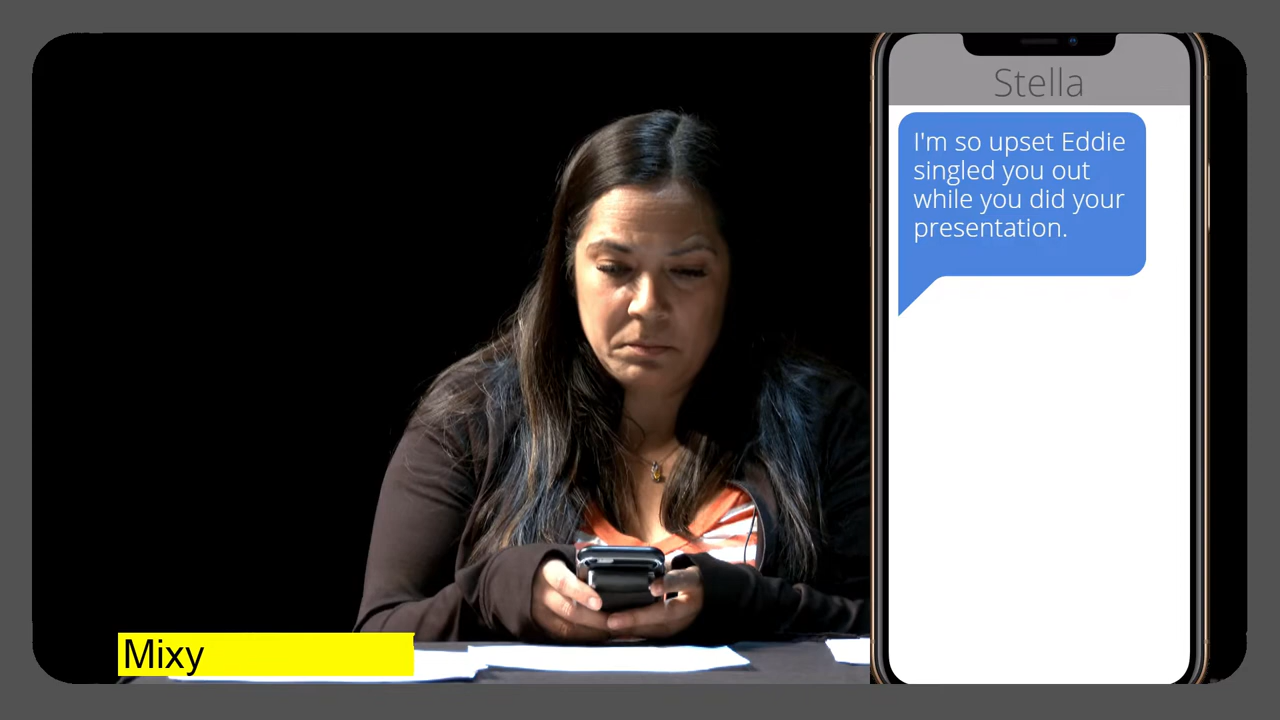 Stella
I'm so upset Eddie
singled you out
while you did your
presentation.
Mixy